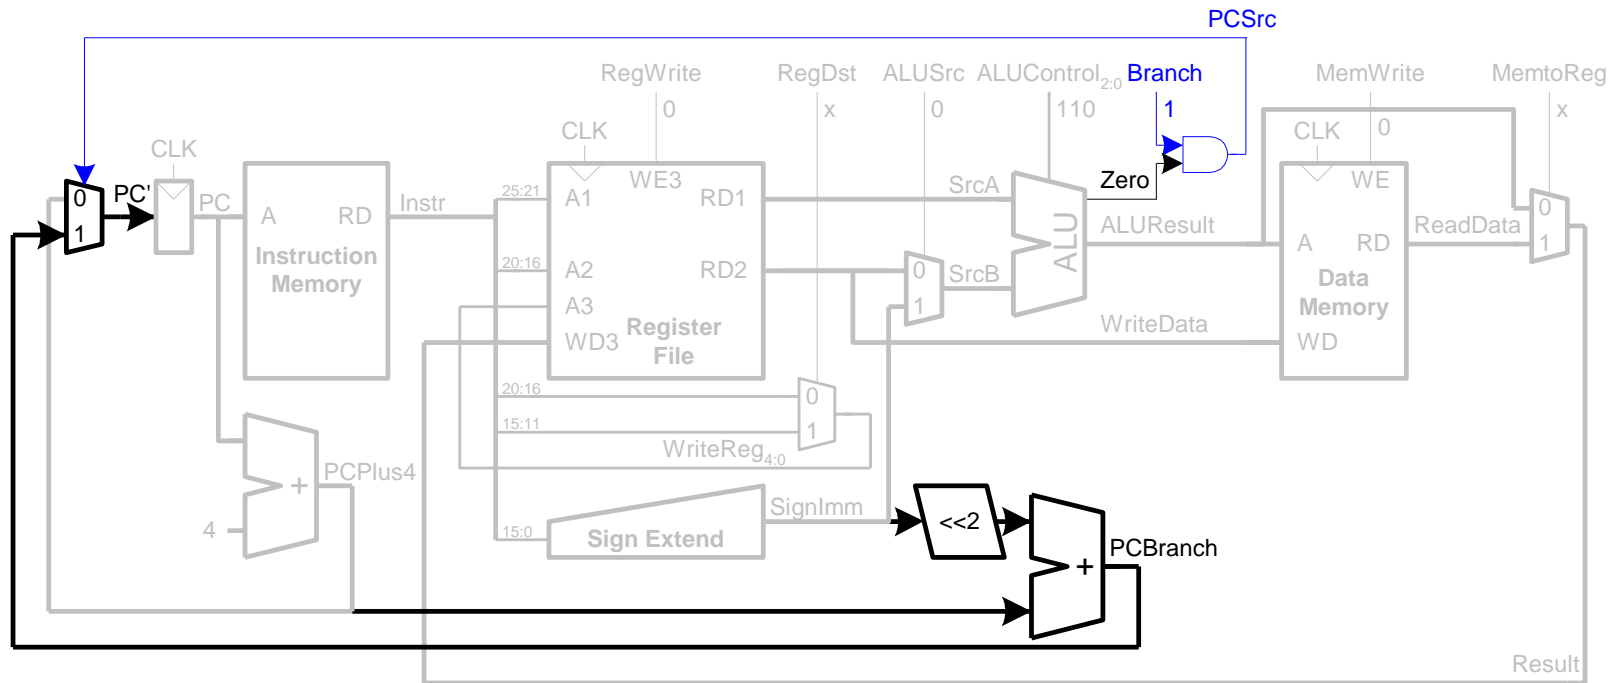 PCSrc
RegWrite RegDst ALUSrc ALUControl2:0 Branch MemWrite MemtoReg
0 x 0 110 1 0 x
CLK CLK CLK
Zero
0
1
PC'
PC
A RD
Instruction
Memory
Instr
25:21
20:16
A1
A2
A3
WD3
WE3
RD1
RD2
Register
File
SrcA
0
1
SrcB
ALU
ALUResult
WriteData
WE
A RD
Data
Memory
WD
ReadData
0
1
20:16
15:11
0
1
WriteReg4:0
PCPlus4
+
4
15:0
Sign Extend
SignImm
<<2
+
PCBranch
Result